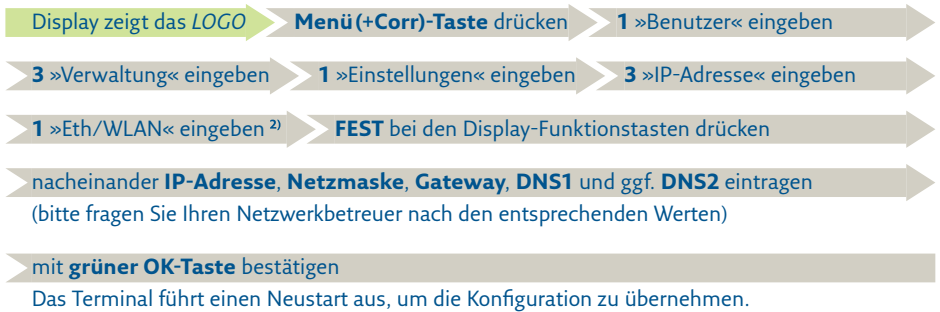 Display zeigt das LOGO Menü (+Corr)-Taste drücken 1 »Benutzer« eingeben
3 »Verwaltung« eingeben 1 »Einstellungen« eingeben 3 »IP-Adresse« eingeben
1 »Eth/WLAN« eingeben 2) FEST bei den Display-Funktionstasten drücken
nacheinander IP-Adresse, Netzmaske, Gateway, DNS1 und ggf. DNS2 eintragen
(bitte fragen Sie Ihren Netzwerkbetreuer nach den entsprechenden Werten)
mit grüner OK-Taste bestätigen
Das Terminal führt einen Neustart aus, um die Konfiguration zu übernehmen.